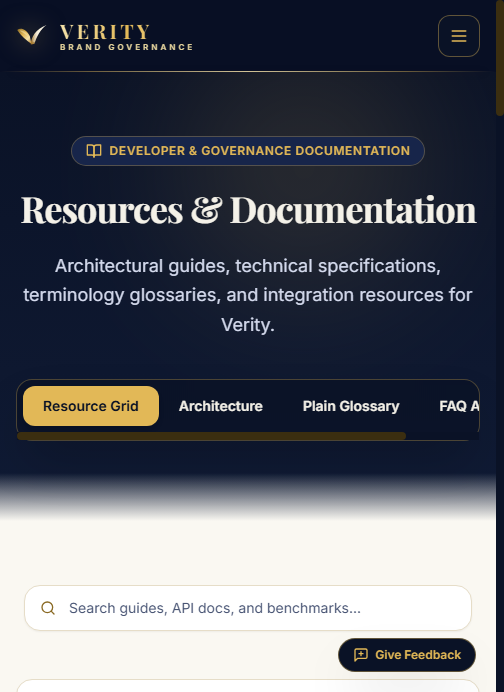 VERITY
BRAND GOVERNANCE
DEVELOPER & GOVERNANCE DOCUMENTATION
Resources & Documentation
Architectural guides, technical specifications,
terminology glossaries, and integration resources for
Verity.
Resource Grid Architecture Plain Glossary FAQ A
Search guides, API docs, and benchmarks...
Give Feedback